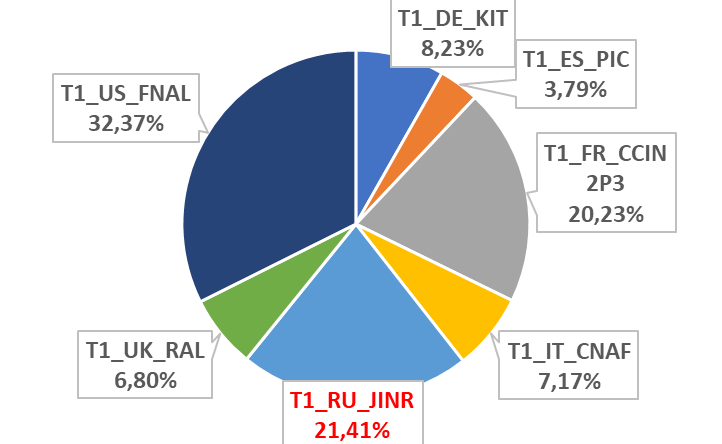 T1_DE_KIT
8,23%
T1_ES_PIC
3,79%
T1_US_FNAL
32,37%
T1_FR_CCIN
2P3
20,23%
T1_UK_RAL
6,80%
T1_IT_CNAF
7,17%
T1_RU_JINR
21,41%